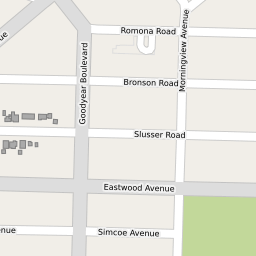 Romona Road
Morningview Avenue
Goodyear Boulevard
Bronson Road
Slusser Road
Eastwood Avenue
Simcoe Avenue